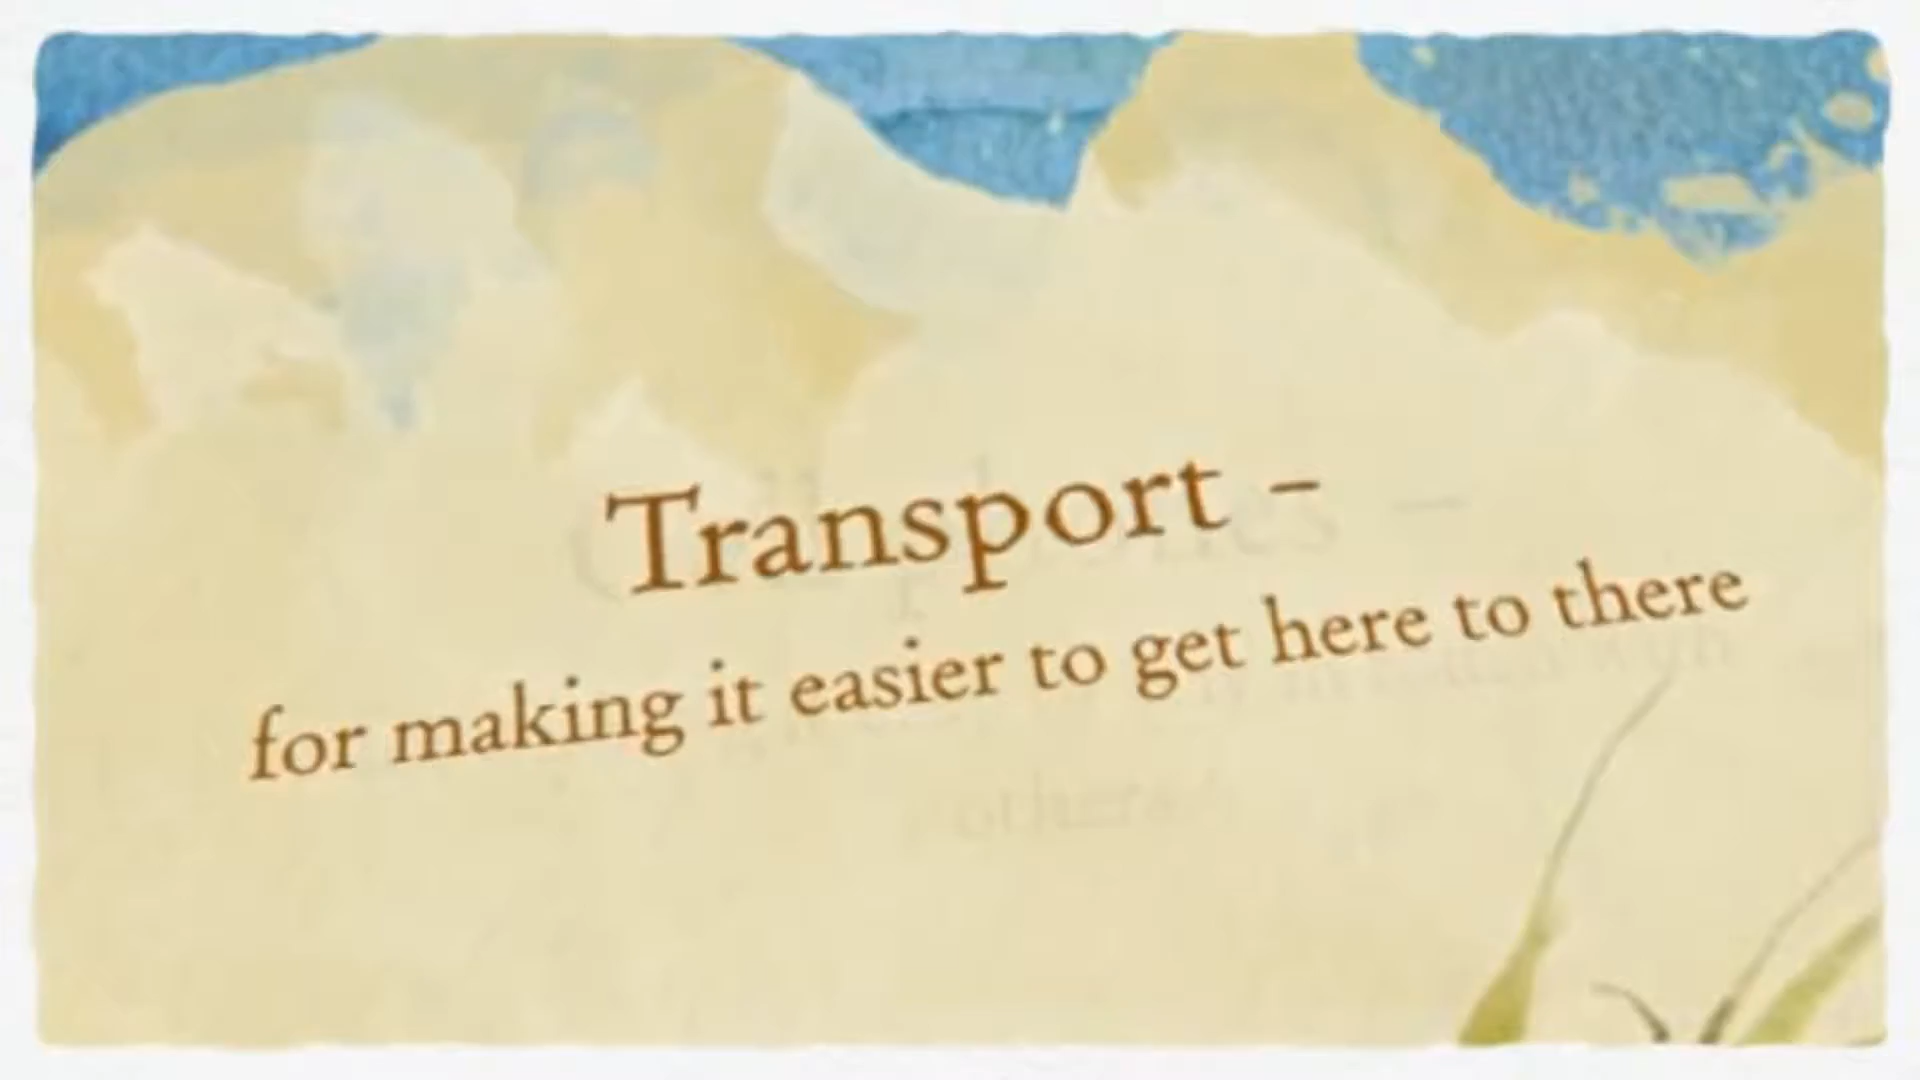 Transport -
for making it easier to get here to there